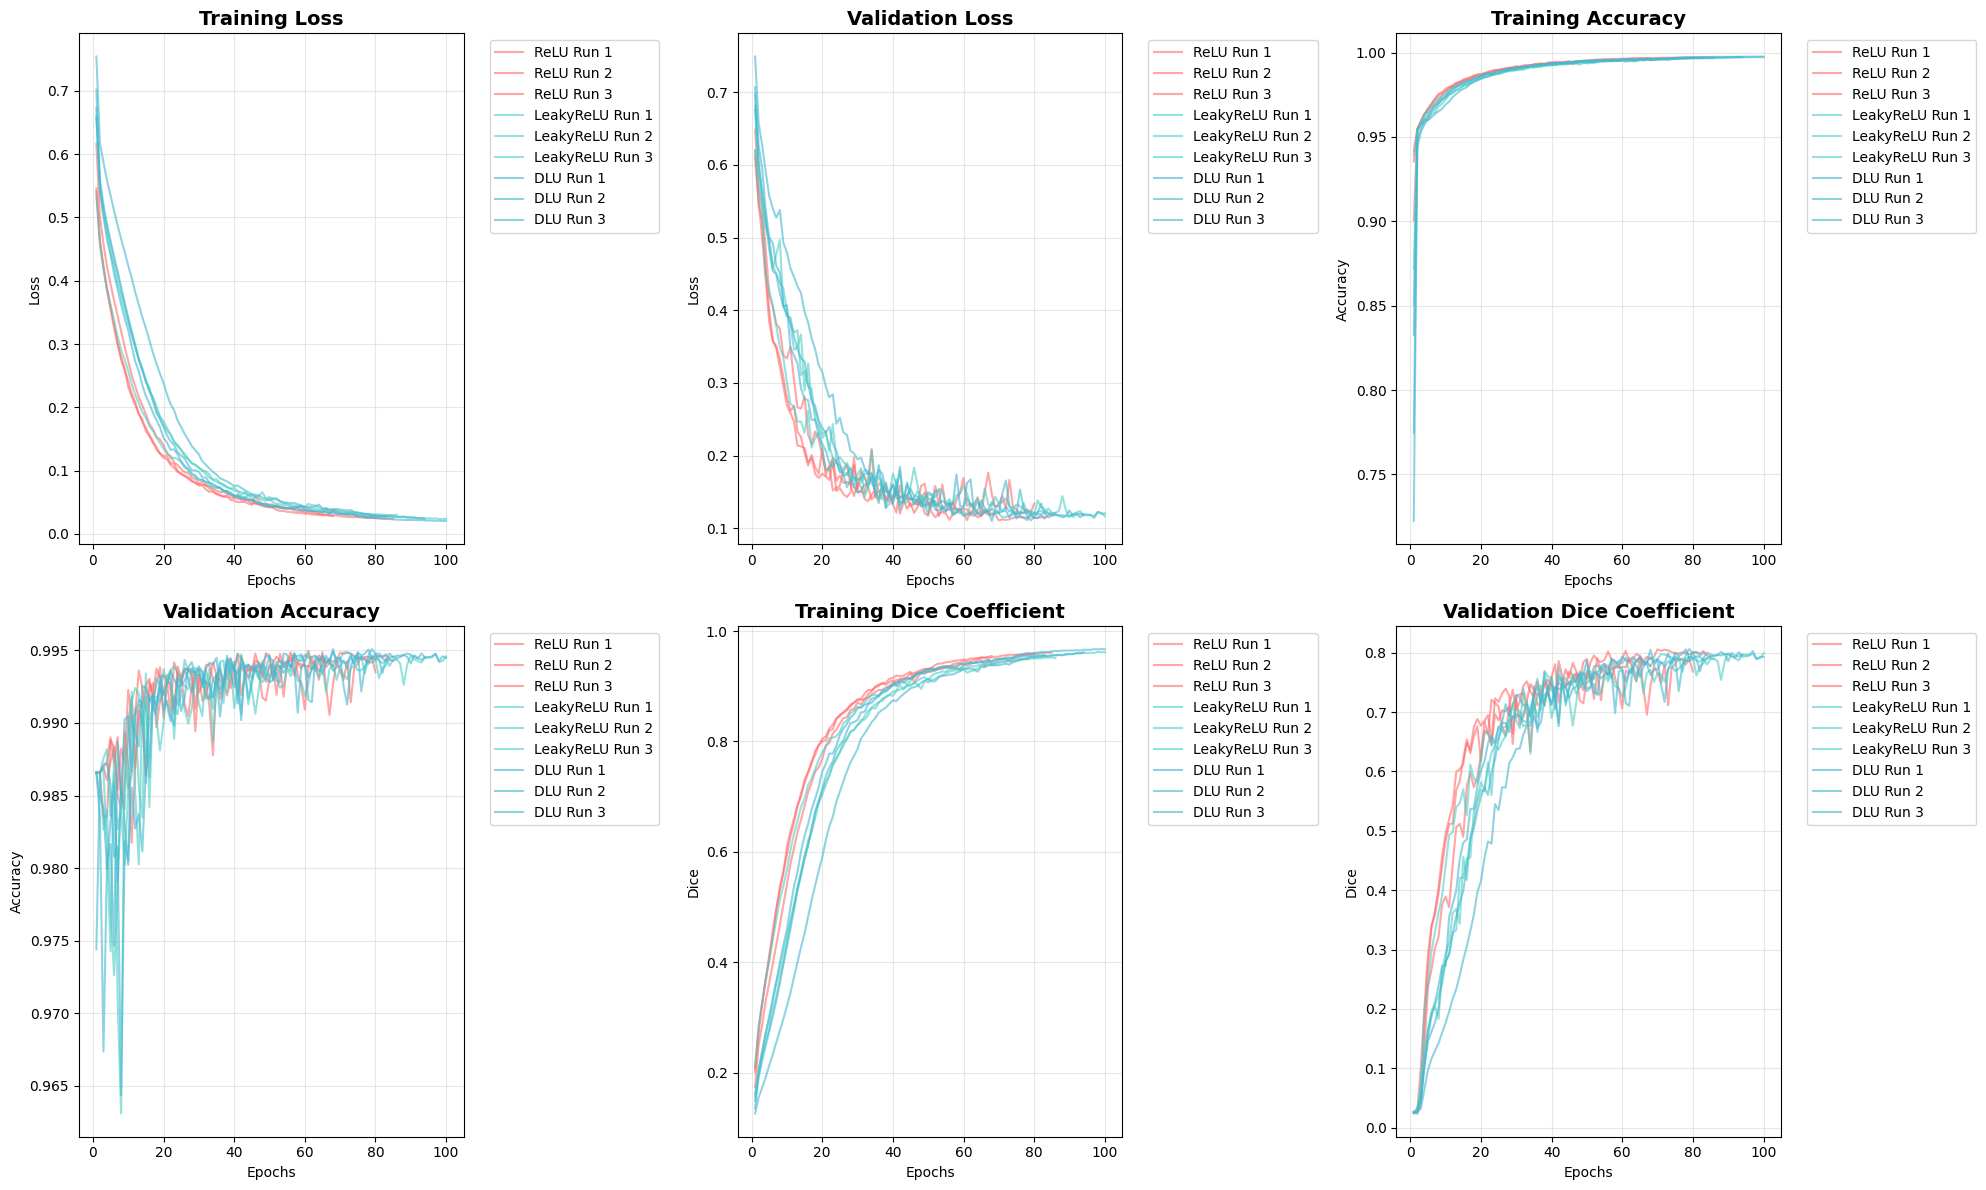 Training Loss
Loss
0.7
0.6
0.5
0.4
0.3
0.2
0.1
0.0
0
20
40
60
80
100
Epochs
ReLU Run 1
ReLU Run 2
ReLU Run 3
LeakyReLU Run 1
LeakyReLU Run 2
LeakyReLU Run 3
DLU Run 1
DLU Run 2
DLU Run 3
Validation Loss
Loss
0.7
0.6
0.5
0.4
0.3
0.2
0.1
0
20
40
60
80
100
Epochs
ReLU Run 1
ReLU Run 2
ReLU Run 3
LeakyReLU Run 1
LeakyReLU Run 2
LeakyReLU Run 3
DLU Run 1
DLU Run 2
DLU Run 3
Training Accuracy
Accuracy
1.00
0.95
0.90
0.85
0.80
0.75
0
20
40
60
80
100
Epochs
ReLU Run 1
ReLU Run 2
ReLU Run 3
LeakyReLU Run 1
LeakyReLU Run 2
LeakyReLU Run 3
DLU Run 1
DLU Run 2
DLU Run 3
Validation Accuracy
Accuracy
0.995
0.990
0.985
0.980
0.975
0.970
0.965
0
20
40
60
80
100
Epochs
ReLU Run 1
ReLU Run 2
ReLU Run 3
LeakyReLU Run 1
LeakyReLU Run 2
LeakyReLU Run 3
DLU Run 1
DLU Run 2
DLU Run 3
Training Dice Coefficient
Dice
1.0
0.8
0.6
0.4
0.2
0
20
40
60
80
100
Epochs
ReLU Run 1
ReLU Run 2
ReLU Run 3
LeakyReLU Run 1
LeakyReLU Run 2
LeakyReLU Run 3
DLU Run 1
DLU Run 2
DLU Run 3
Validation Dice Coefficient
Dice
0.8
0.7
0.6
0.5
0.4
0.3
0.2
0.1
0.0
0
20
40
60
80
100
Epochs
ReLU Run 1
ReLU Run 2
ReLU Run 3
LeakyReLU Run 1
LeakyReLU Run 2
LeakyReLU Run 3
DLU Run 1
DLU Run 2
DLU Run 3